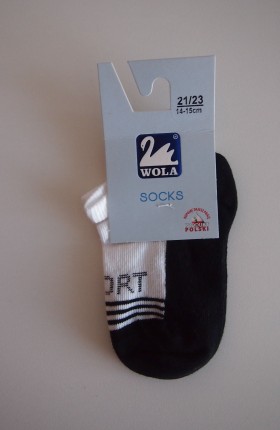 21/23
14-15cm
WOLA
SOCKS
POLSKI
ORT